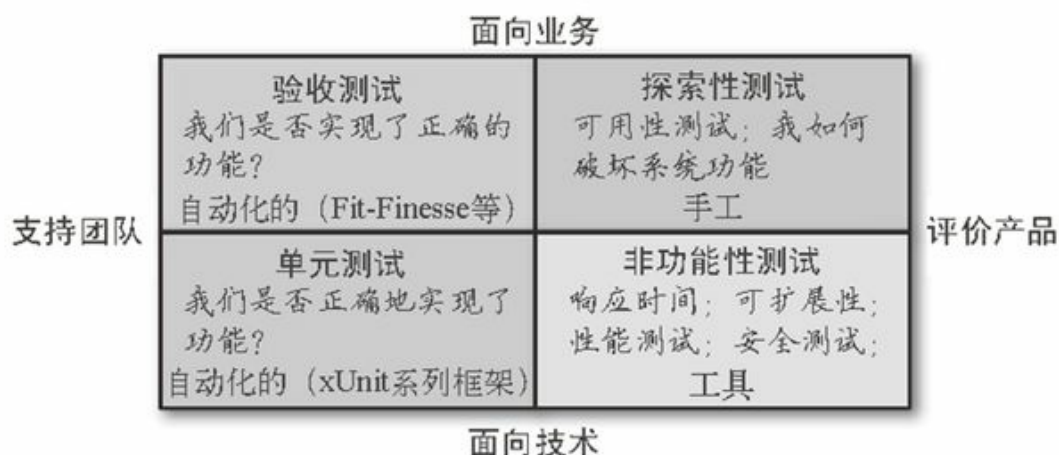 面向业务
验收测试
我们是否实现了正确的
功能?
自动化的（Fit-Finesse等）
探索性测试
可用性测试；我如何
破坏系统功能
手工
支持团队
评价产品
单元测试
我们是否正确地实现了
功能?
自动化的（xUnit系列框架）
非功能性测试
响应时间；可扩展性；
性能测试；安全测试；
工具
面向技术